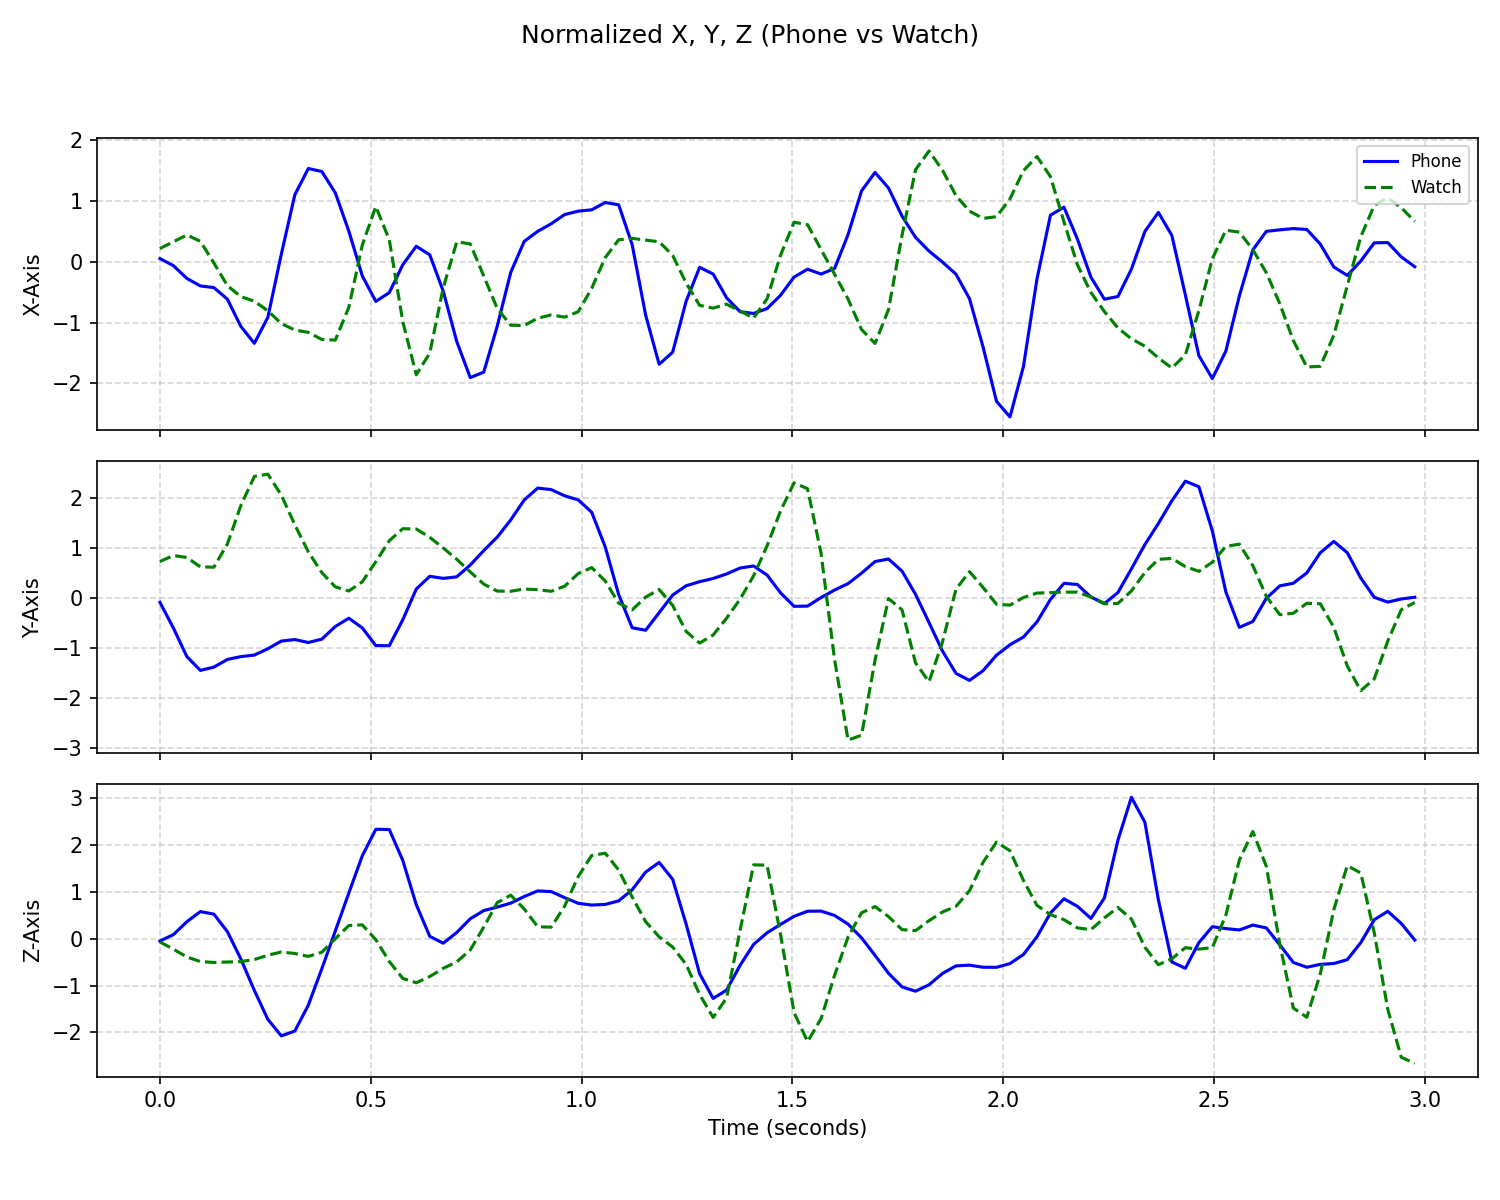 Normalized X, Y, Z (Phone vs Watch)
2
1
0
−1
−2
X-Axis
Phone
Watch
2
1
0
−1
−2
−3
Y-Axis
3
2
1
0
−1
−2
Z-Axis
0.0 0.5 1.0 1.5 2.0 2.5 3.0
Time (seconds)